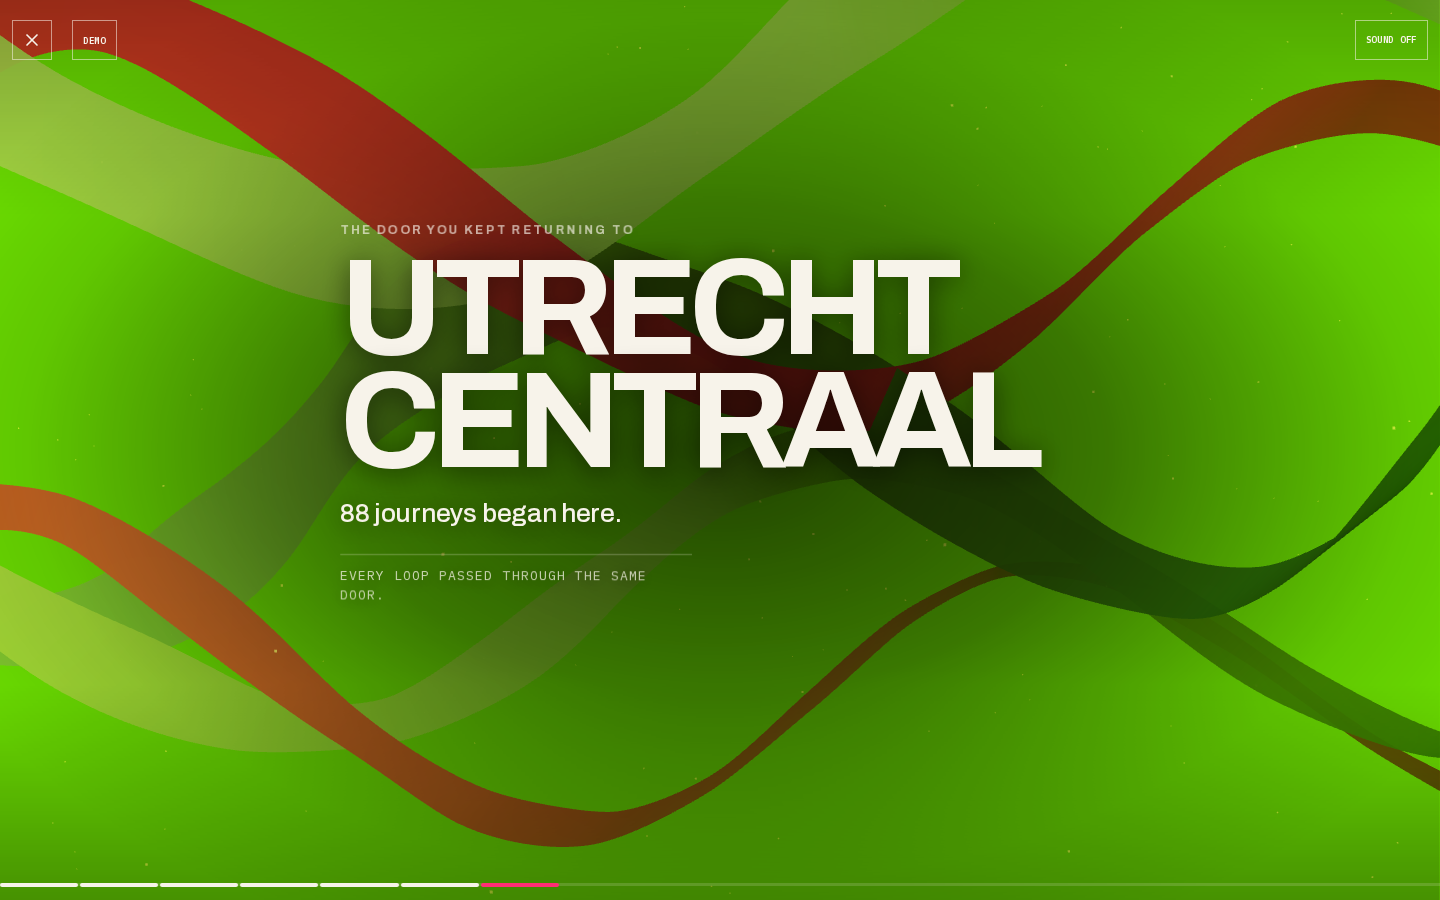 DEMO
SOUND OFF
THE DOOR YOU KEPT RETURNING TO
UTRECHT
CENTRAAL
88 journeys began here.
EVERY LOOP PASSED THROUGH THE SAME
DOOR.